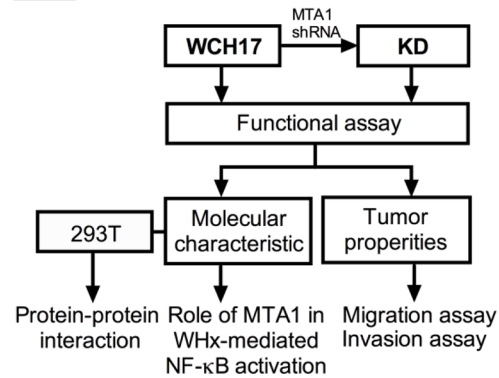 MTA1
shRNA
WCH17
KD
Functional assay
Molecular
characteristic
Tumor
properities
293T
Protein-protein
interaction
Role of MTA1 in
WHx-mediated
NF-κB activation
Migration assay
Invasion assay